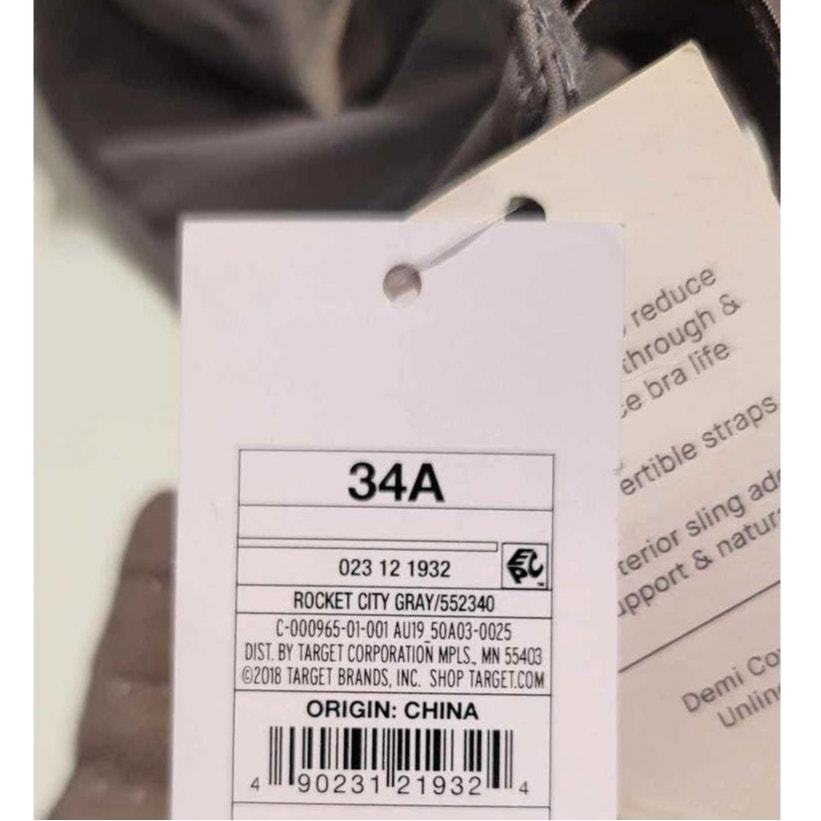 34A
023 12 1932
EPC
ROCKET CITY GRAY/552340
C-000965-01-001 AU19_50A03-0025
DIST. BY TARGET CORPORATION MPLS., MN 55403
©2018 TARGET BRANDS, INC. SHOP TARGET.COM
ORIGIN: CHINA
4 90231 21932 4
reduce
through &
bra life
straps
sling
&
Demi